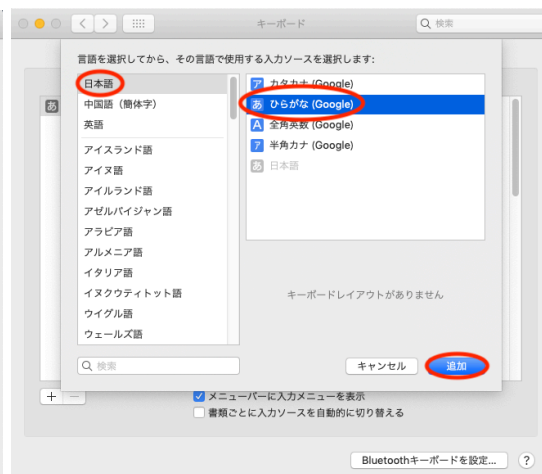 キーボード
検索
言語を選択してから、その言語で使用する入力ソースを選択します:
日本語
中国語（簡体字）
英語
アイスランド語
アイヌ語
アイルランド語
アゼルバイジャン語
アラビア語
アルメニア語
イタリア語
イヌクウティトット語
ウイグル語
ウェールズ語
検索
ア カタカナ (Google)
あ ひらがな (Google)
A 全角英数 (Google)
ア 半角カナ (Google)
あ 日本語
キーボードレイアウトがありません
キャンセル
追加
あ
+ −
メニューバーに入力メニューを表示
書類ごとに入力ソースを自動的に切り替える
Bluetoothキーボードを設定...
?